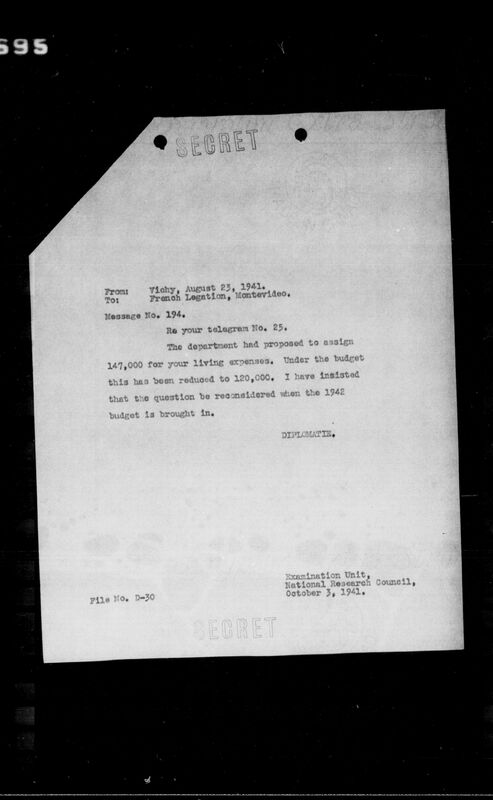 695
SECRET
From: Vichy, August 23, 1941.
To: French Legation, Montevideo.
Message No. 194.
Re your telegram No. 25.
The department had proposed to assign
147,000 for your living expenses. Under the budget
this has been reduced to 120,000. I have insisted
that the question be reconsidered when the 1942
budget is brought in.
DIPLOMATIE.
Examination Unit,
National Research Council,
October 3, 1941.
File No. D-30
SECRET